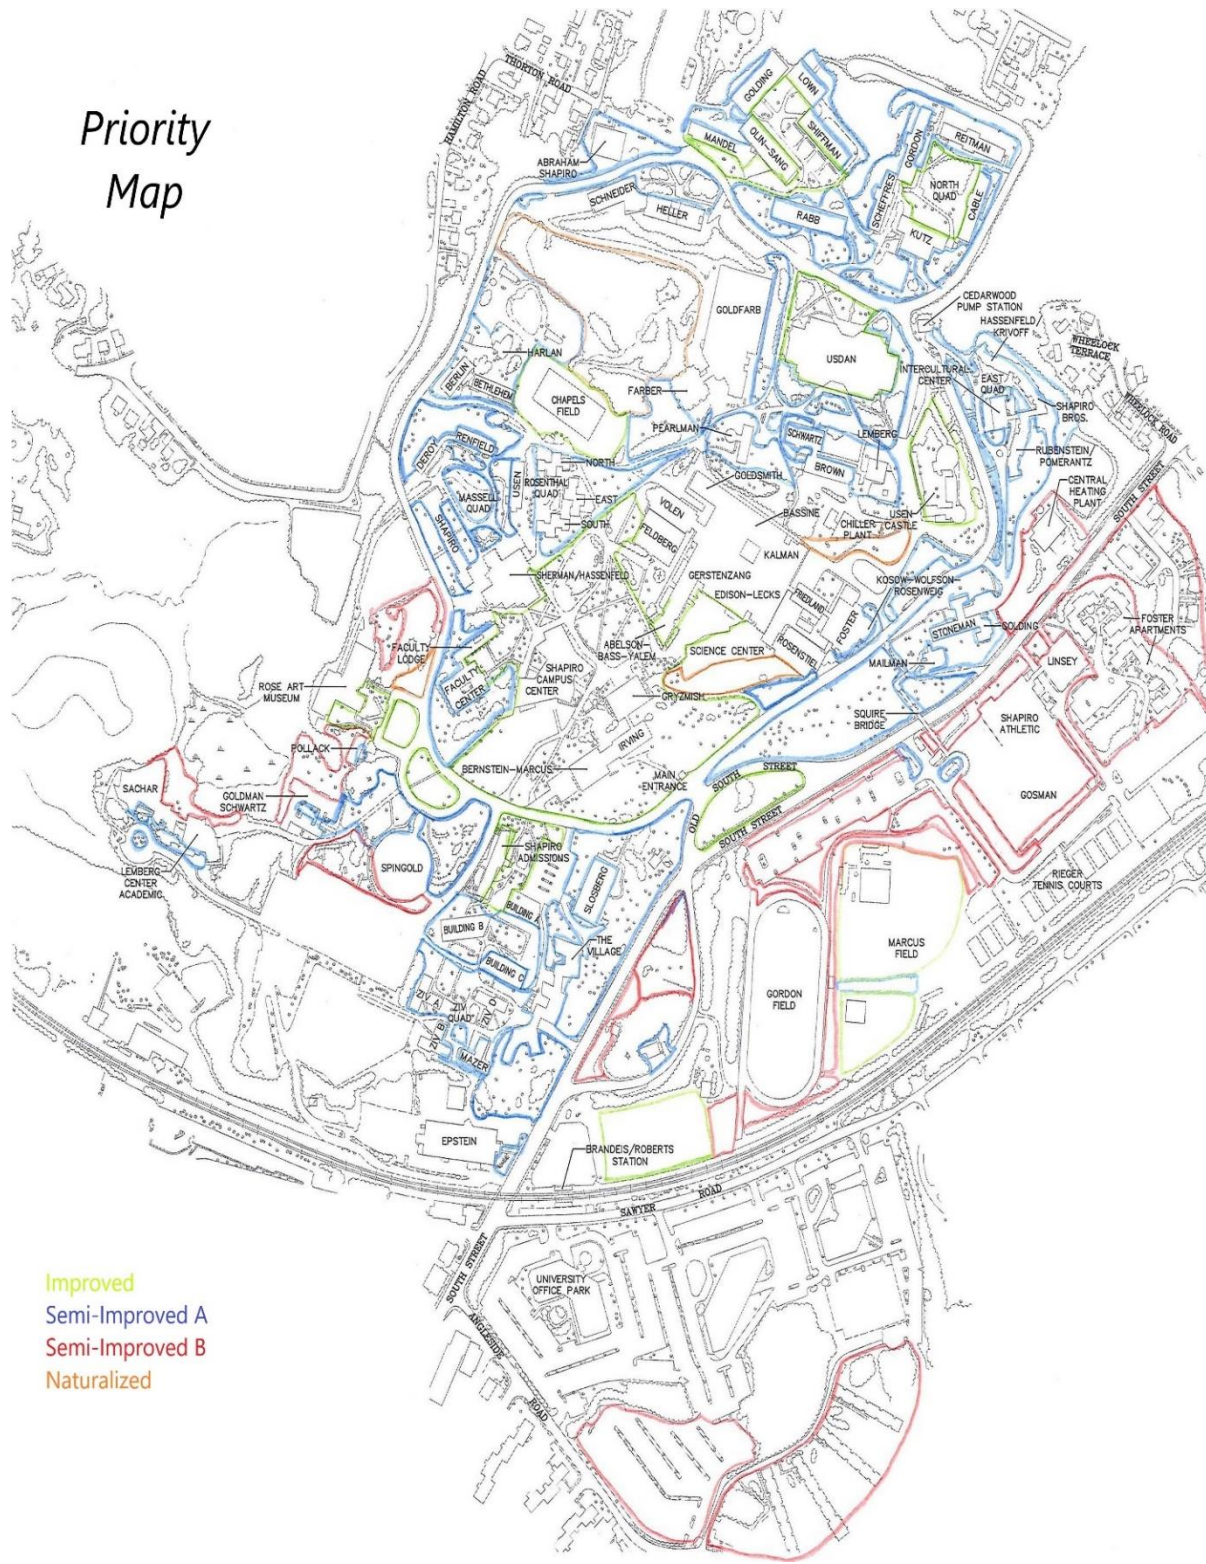 Priority
Map
HAMILTON ROAD
THORTON ROAD
GOLDING
LOWN
MANDEL
OLIN-SANG
SHIFFMAN
GORDON
REITMAN
ABRAHAM
SHAPIRO
SCHNEIDER
HELLER
RABB
SCHEFFRES
NORTH
QUAD
CABLE
KUTZ
GOLDFARB
CEDARWOOD
PUMP STATION
HASSENFELD
KRIVOFF
WHEELOCK
TERRACE
USDAN
INTERCULTURAL
CENTER
EAST
QUAD
HARLAN
BERLIN
BETHLEHEM
CHAPELS
FIELD
FARBER
SHAPIRO
BROS.
WHEELOCK ROAD
PEARLMAN
SCHWARTZ
LEMBERG
BROWN
RUBENSTEIN/
POMERANTZ
DEROY
RENFIELD
USEN
NORTH
ROSENTHAL
QUAD
EAST
SOUTH
MASSELL
QUAD
SHAPIRO
GOLDSMITH
VOLEN
FELDBERG
BASSINE
CHILLER
PLANT
USEN
CASTLE
CENTRAL
HEATING
PLANT
SOUTH STREET
KALMAN
SHERMAN/HASSENFELD
GERSTENZANG
EDISON-LECKS
FRIEDLAND
FOSTER
ROSENSTIEL
KOSOW-WOLFSON-
ROSENWEIG
STONEMAN
GOLDING
FOSTER
APARTMENTS
FACULTY
LODGE
FACULTY
CENTER
ABELSON-
BASS-YALEM
SCIENCE CENTER
MAILMAN
LINSEY
ROSE ART
MUSEUM
SHAPIRO
CAMPUS
CENTER
GRYZMISH
SQUIRE
BRIDGE
SHAPIRO
ATHLETIC
POLLACK
IRVING
BERNSTEIN-MARCUS
MAIN
ENTRANCE
OLD
SOUTH STREET
SACHAR
GOLDMAN
SCHWARTZ
GOSMAN
SOUTH STREET
SHAPIRO
ADMISSIONS
SPINGOLD
LEMBERG
CENTER
ACADEMIC
SLOSBERG
RIEGER
TENNIS COURTS
BUILDING A
BUILDING B
BUILDING C
THE
VILLAGE
MARCUS
FIELD
GORDON
FIELD
ZIV A
ZIV
QUAD
ZIV D
ZIV B
MAZER
EPSTEIN
BRANDEIS/ROBERTS
STATION
SAWYER ROAD
SOUTH STREET
UNIVERSITY
OFFICE PARK
ANGLESIDE
ROAD
Improved
Semi-Improved A
Semi-Improved B
Naturalized